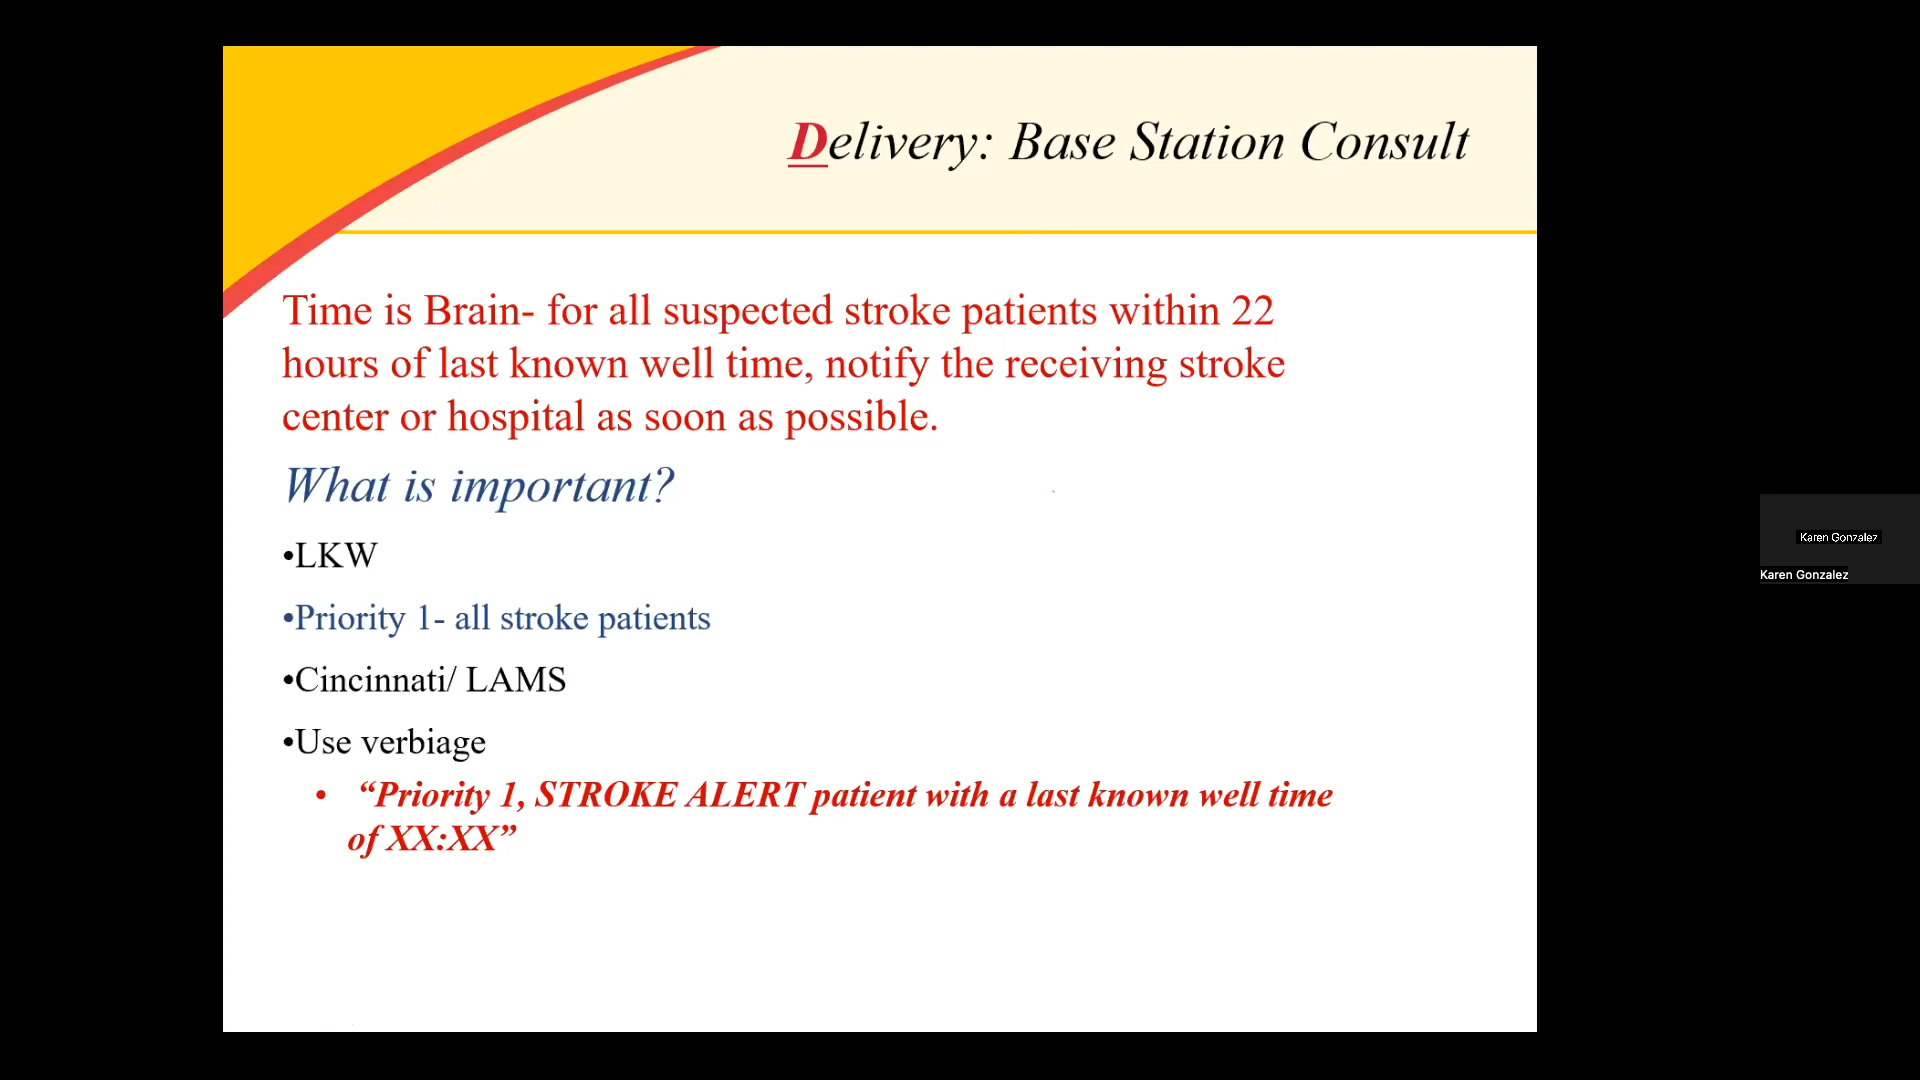 Delivery: Base Station Consult
Time is Brain- for all suspected stroke patients within 22
hours of last known well time, notify the receiving stroke
center or hospital as soon as possible.
What is important?
•LKW
•Priority 1- all stroke patients
•Cincinnati/ LAMS
•Use verbiage
• “Priority 1, STROKE ALERT patient with a last known well time
of XX:XX”
Karen Gonzalez
Karen Gonzalez